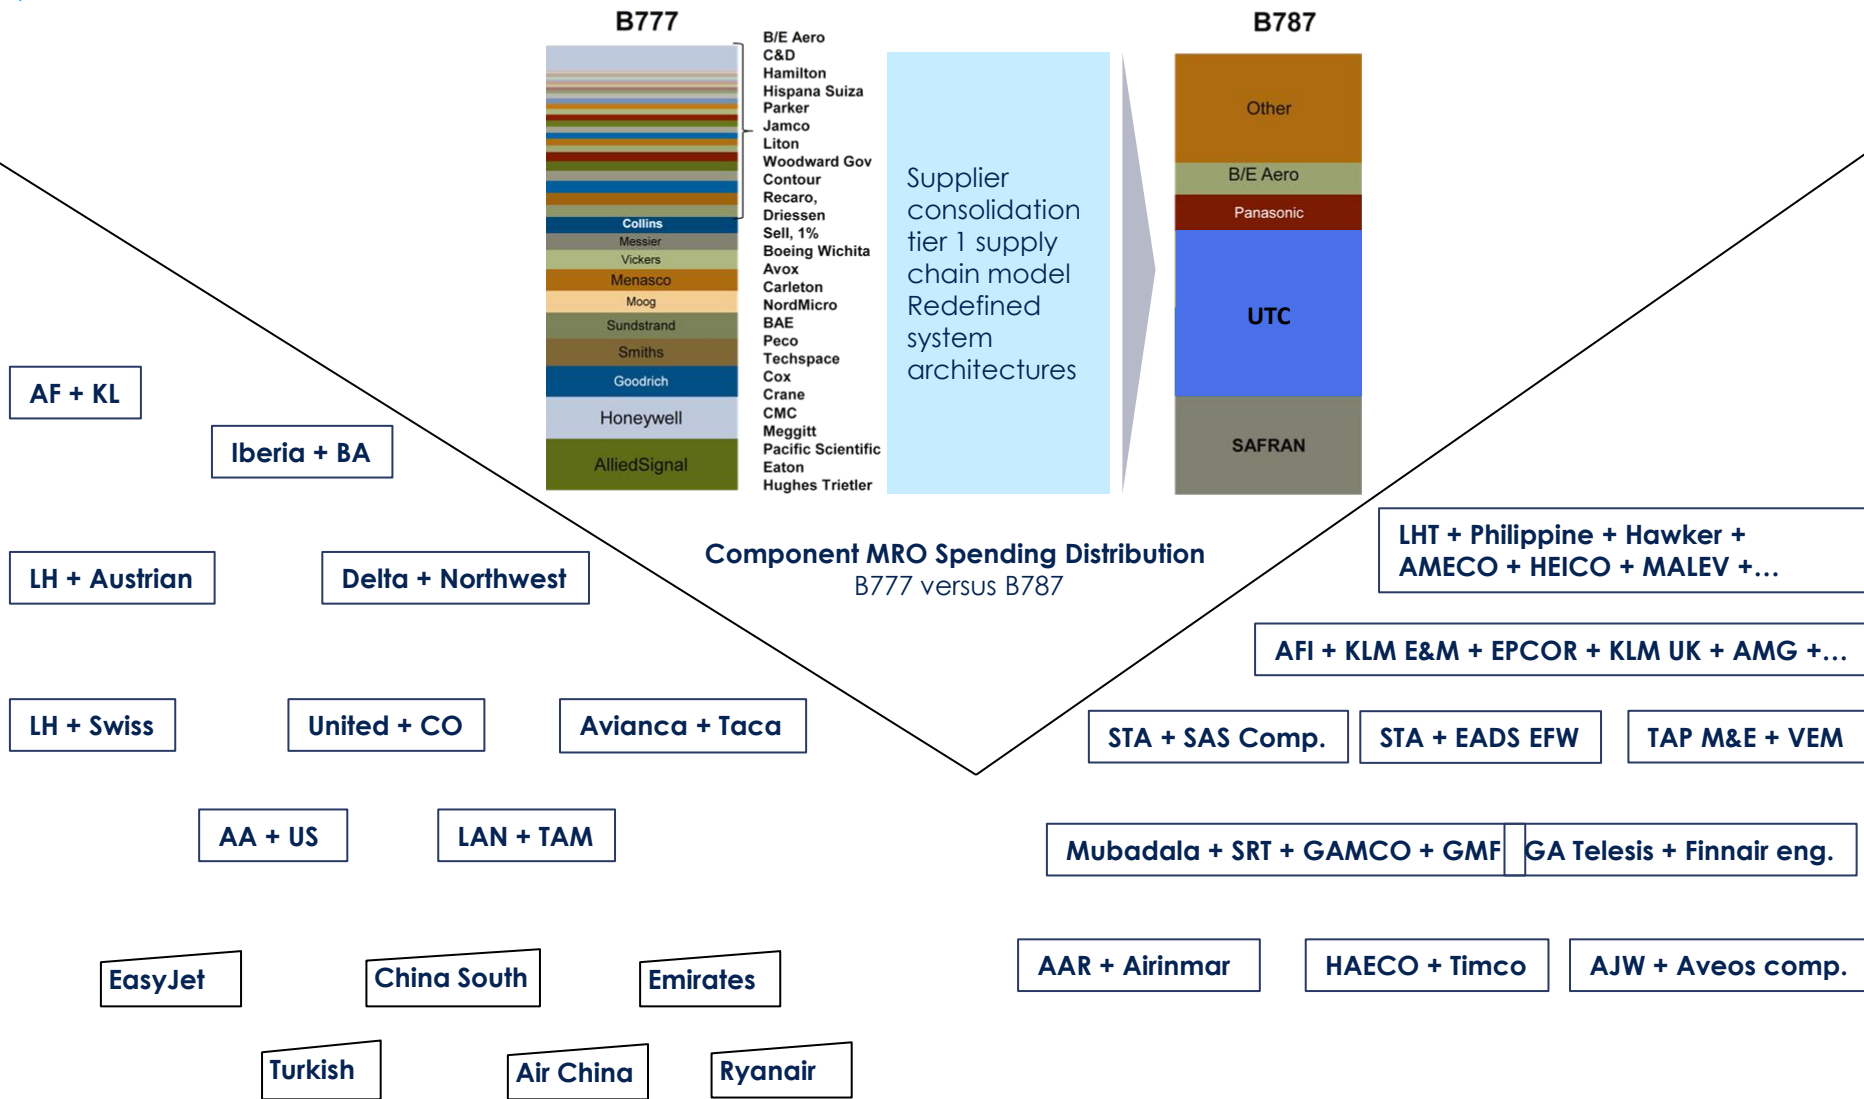 B777
B787
B/E Aero
C&D
Hamilton
Hispana Suiza
Parker
Jamco
Liton
Woodward Gov
Contour
Recaro,
Driessen
Sell, 1%
Boeing Wichita
Avox
Carleton
NordMicro
BAE
Peco
Techspace
Cox
Crane
CMC
Meggitt
Pacific Scientific
Eaton
Hughes Trietler
Collins
Messier
Vickers
Menasco
Moog
Sundstrand
Smiths
Goodrich
Honeywell
AlliedSignal
Supplier
consolidation
tier 1 supply
chain model
Redefined
system
architectures
Other
B/E Aero
Panasonic
UTC
SAFRAN
Component MRO Spending Distribution
B777 versus B787
AF + KL
Iberia + BA
LH + Austrian
Delta + Northwest
LH + Swiss
United + CO
Avianca + Taca
AA + US
LAN + TAM
EasyJet
China South
Emirates
Turkish
Air China
Ryanair
LHT + Philippine + Hawker +
AMECO + HEICO + MALEV +...
AFI + KLM E&M + EPCOR + KLM UK + AMG +...
STA + SAS Comp.
STA + EADS EFW
TAP M&E + VEM
Mubadala + SRT + GAMCO + GMF
GA Telesis + Finnair eng.
AAR + Airinmar
HAECO + Timco
AJW + Aveos comp.